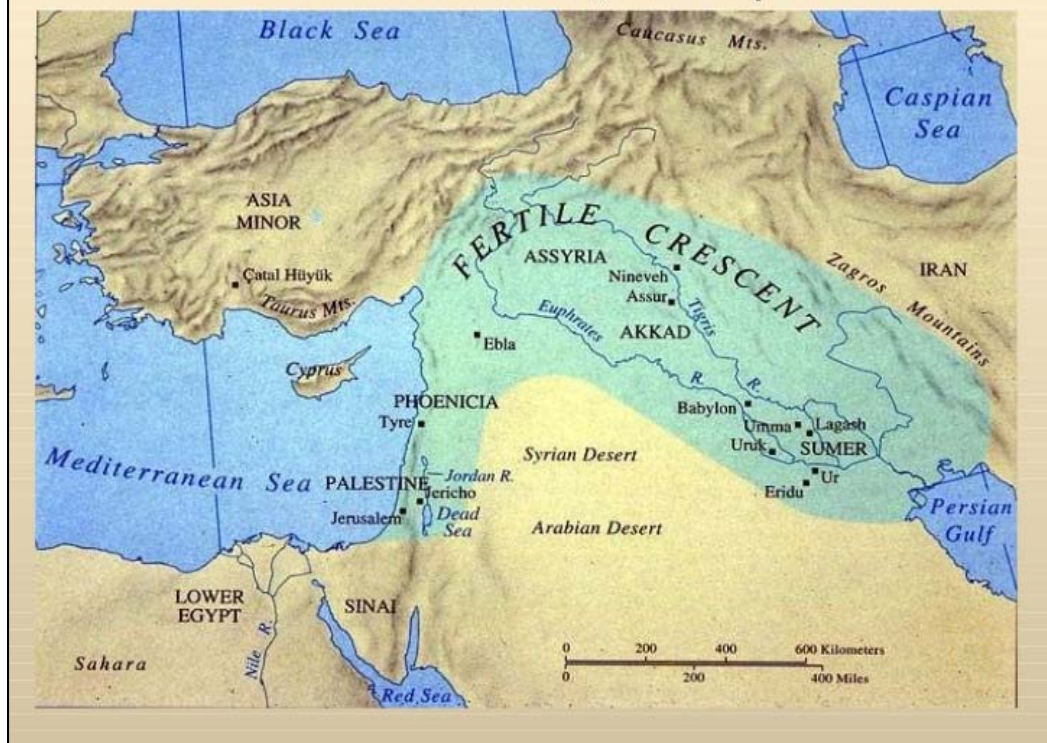 Black Sea
Caucasus Mts.
Caspian
Sea
ASIA
MINOR
FERTILE CRESCENT
ASSYRIA
Nineveh
Assur
Zagros Mountains
IRAN
Çatal Hüyük
Taurus Mts.
Euphrates R.
Tigris R.
AKKAD
Ebla
Cyprus
PHOENICIA
Tyre
Babylon
Umma
Lagash
Uruk
SUMER
Ur
Eridu
Syrian Desert
Mediterranean Sea
PALESTINE
Jordan R.
Jericho
Jerusalem
Dead
Sea
Arabian Desert
Persian
Gulf
LOWER
EGYPT
SINAI
Nile R.
Sahara
Red Sea
0 200 400 600 Kilometers
0 200 400 Miles